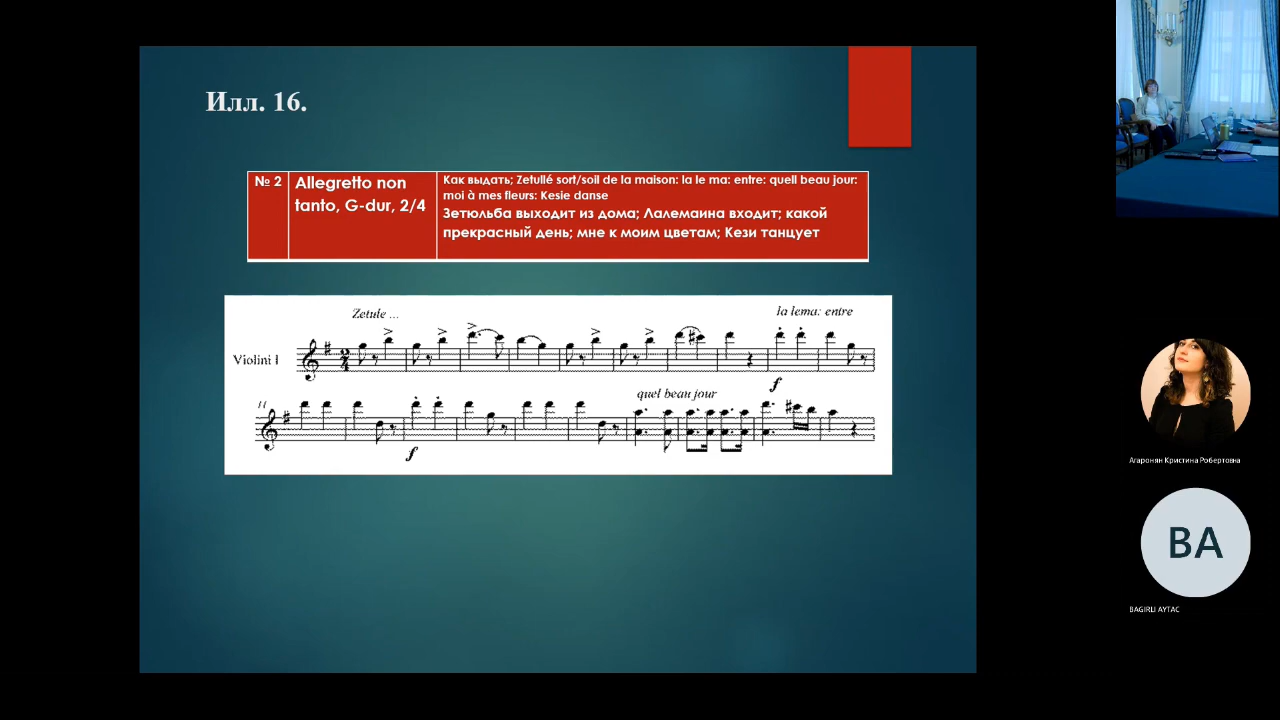 Илл. 16.
№ 2
Allegretto non
tanto, G-dur, 2/4
Как выдать; Zetullé sort/soil de la maison: la le ma: entre: quell beau jour:
moi à mes fleurs: Kesie danse
Зетюльба выходит из дома; Лалемаина входит; какой
прекрасный день; мне к моим цветам; Кези танцует
Zetule ...
la lema: entre
Violini I
2
4
f
quel beau jour
11
f
Агаронян Кристина Робертовна
BA
BAGIRLI AYTAC